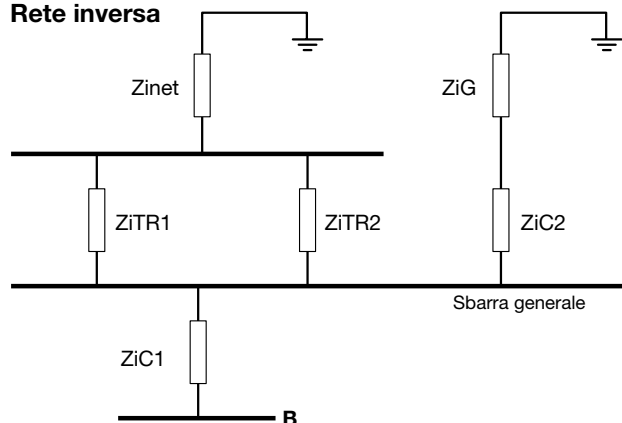 Rete inversa
Zinet
ZiG
ZiTR1
ZiTR2
ZiC2
Sbarra generale
ZiC1
B